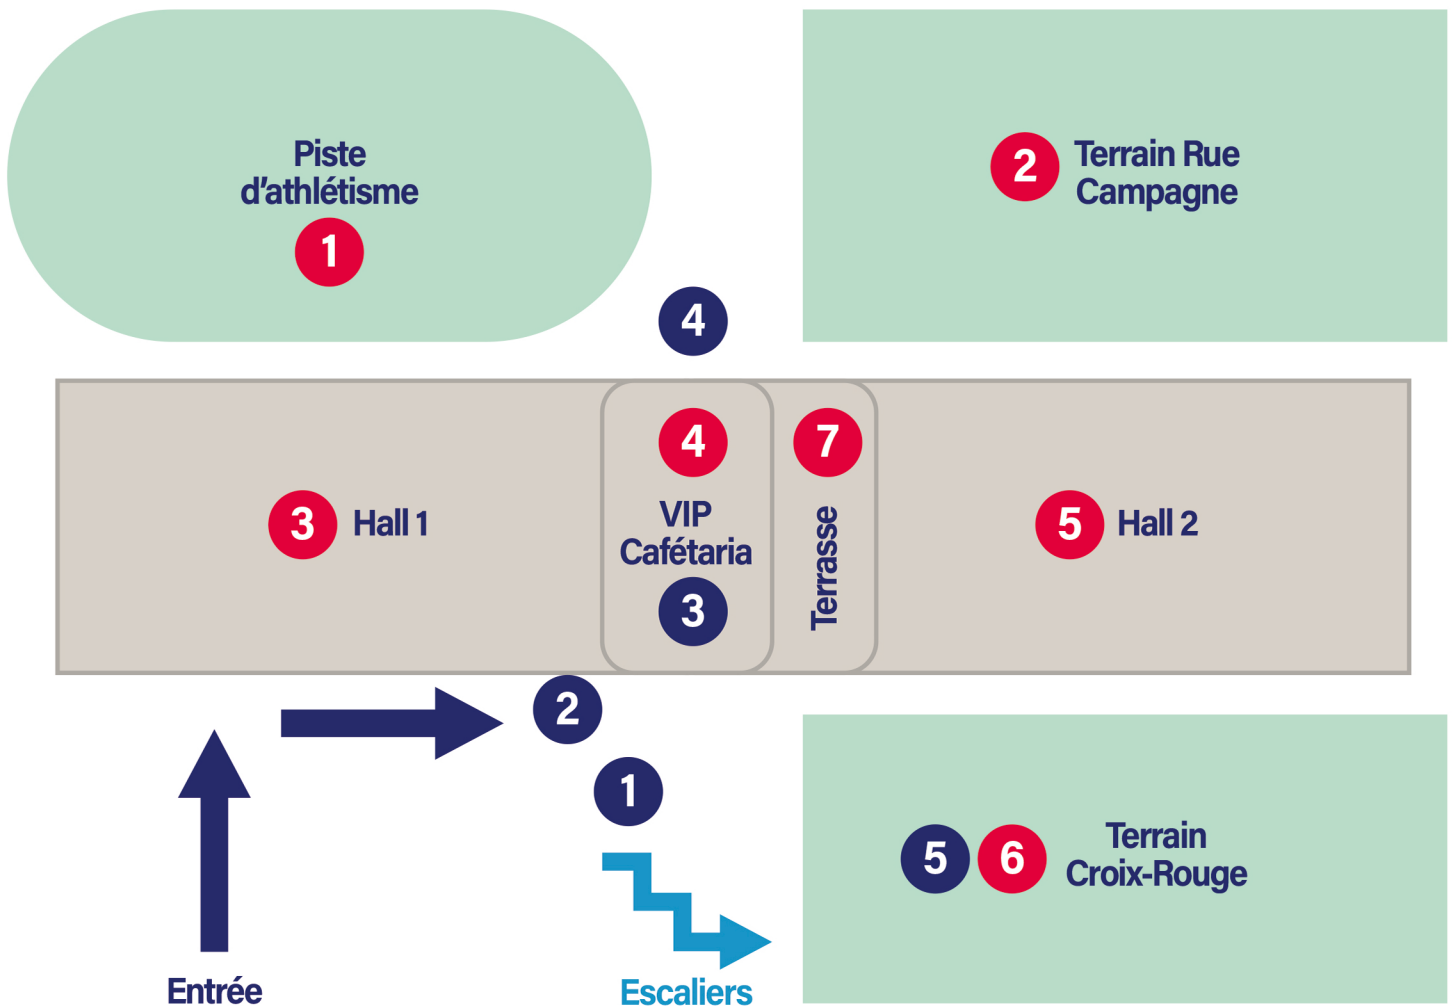 Piste
d'athlétisme
1
2
Terrain Rue
Campagne
4
3
Hall 1
4
VIP
Cafétaria
3
7
Terrasse
5
Hall 2
2
1
5
6
Terrain
Croix-Rouge
Entrée
Escaliers